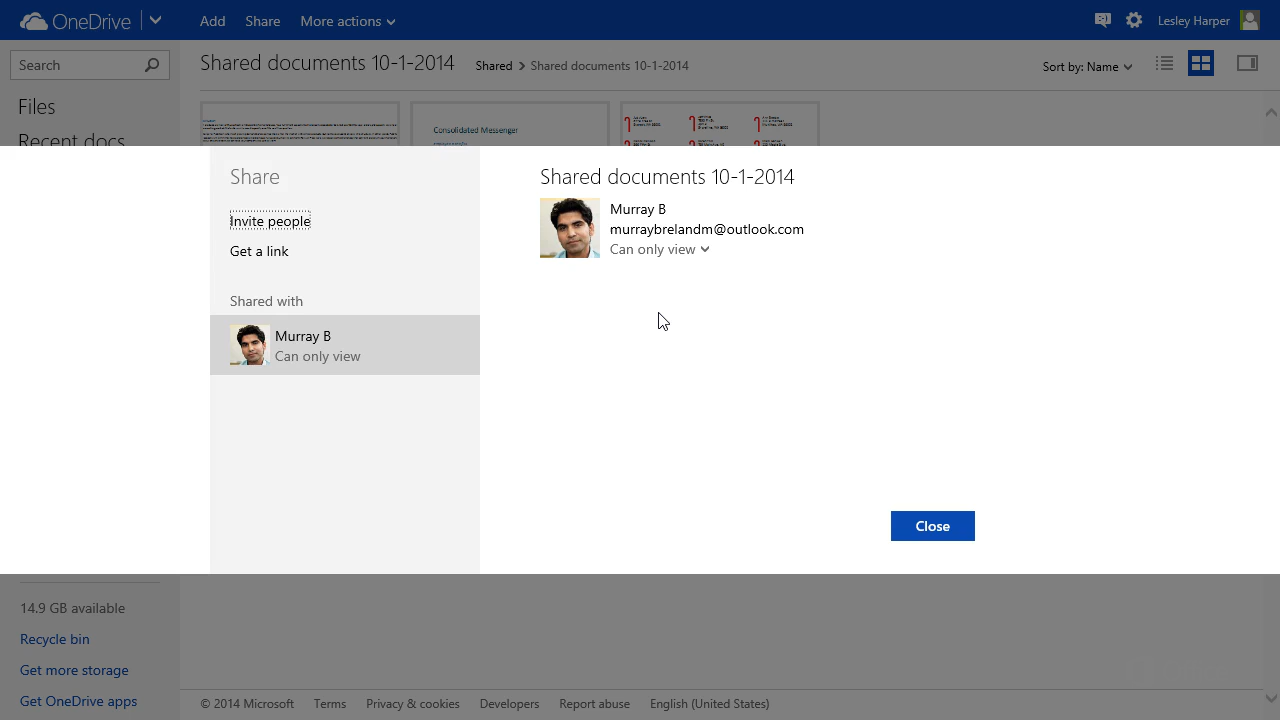 OneDrive
Add Share More actions
Lesley Harper
Search
Shared documents 10-1-2014
Shared > Shared documents 10-1-2014
Sort by: Name
Files
Recent docs
Consolidated Messenger
Share
Invite people
Get a link
Shared with
Murray B
Can only view
Shared documents 10-1-2014
Murray B
murraybrelandm@outlook.com
Can only view
Close
14.9 GB available
Recycle bin
Get more storage
Get OneDrive apps
© 2014 Microsoft Terms Privacy & cookies Developers Report abuse English (United States)